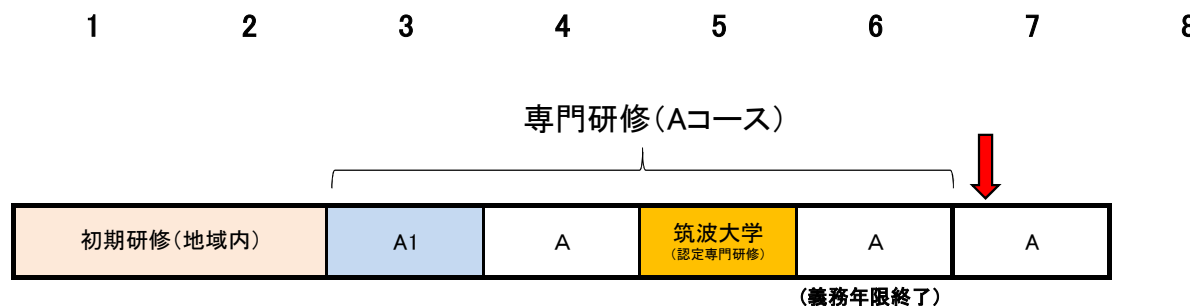 1 2 3 4 5 6 7 8
専門研修（Aコース）
初期研修（地域内） A1 A 筑波大学 A A
（認定専門研修）
（義務年限終了）